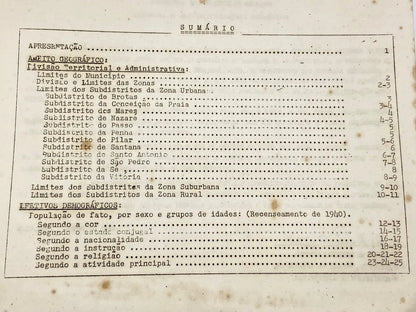 SUMÁRIO
APRESENTAÇÃO ........ 1
ÂMBITO GEOGRÁFICO:
Divisão Territorial e Administrativa:
Limites do Município ........ 2
Divisão e Limites das Zonas ........ 2-3
Limites dos Subdistritos da Zona Urbana:
Subdistrito de Brotas ........ 3
Subdistrito da Conceição da Praia ........ 3-4
Subdistrito dos Mares ........ 4
Subdistrito de Nazaré ........ 4-5
Subdistrito do Passo ........ 5
Subdistrito da Penha ........ 5
Subdistrito do Pilar ........ 5-6
Subdistrito de Santana ........ 6
Subdistrito de Santo Antonio ........ 6-7
Subdistrito de São Pedro ........ 7-8
Subdistrito da Sé ........ 8
Subdistrito da Vitória ........ 8-9
Limites dos Subdistritos da Zona Suburbana ........ 9-10
Limites dos Subdistritos da Zona Rural ........ 10-11
EFETIVOS DEMOGRÁFICOS:
População de fato, por sexo e grupos de idades: (Recenseamento de 1940).
Segundo a cor ........ 12-13
Segundo o estado conjugal ........ 14-15
Segundo a nacionalidade ........ 16-17
Segundo a instrução ........ 18-19
Segundo a religião ........ 20-21-22
Segundo a atividade principal ........ 23-24-25